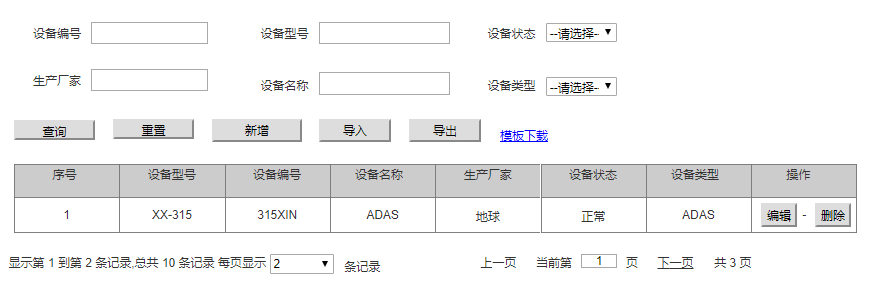 设备编号 设备型号 设备状态 --请选择-
生产厂家 设备名称 设备类型 --请选择-
查询 重置 新增 导入 导出 模板下载
序号 设备型号 设备编号 设备名称 生产厂家 设备状态 设备类型 操作
1 XX-315 315XIN ADAS 地球 正常 ADAS 编辑 - 删除
显示第 1 到第 2 条记录,总共 10 条记录 每页显示 2 条记录 上一页 当前第 1 页 下一页 共 3 页